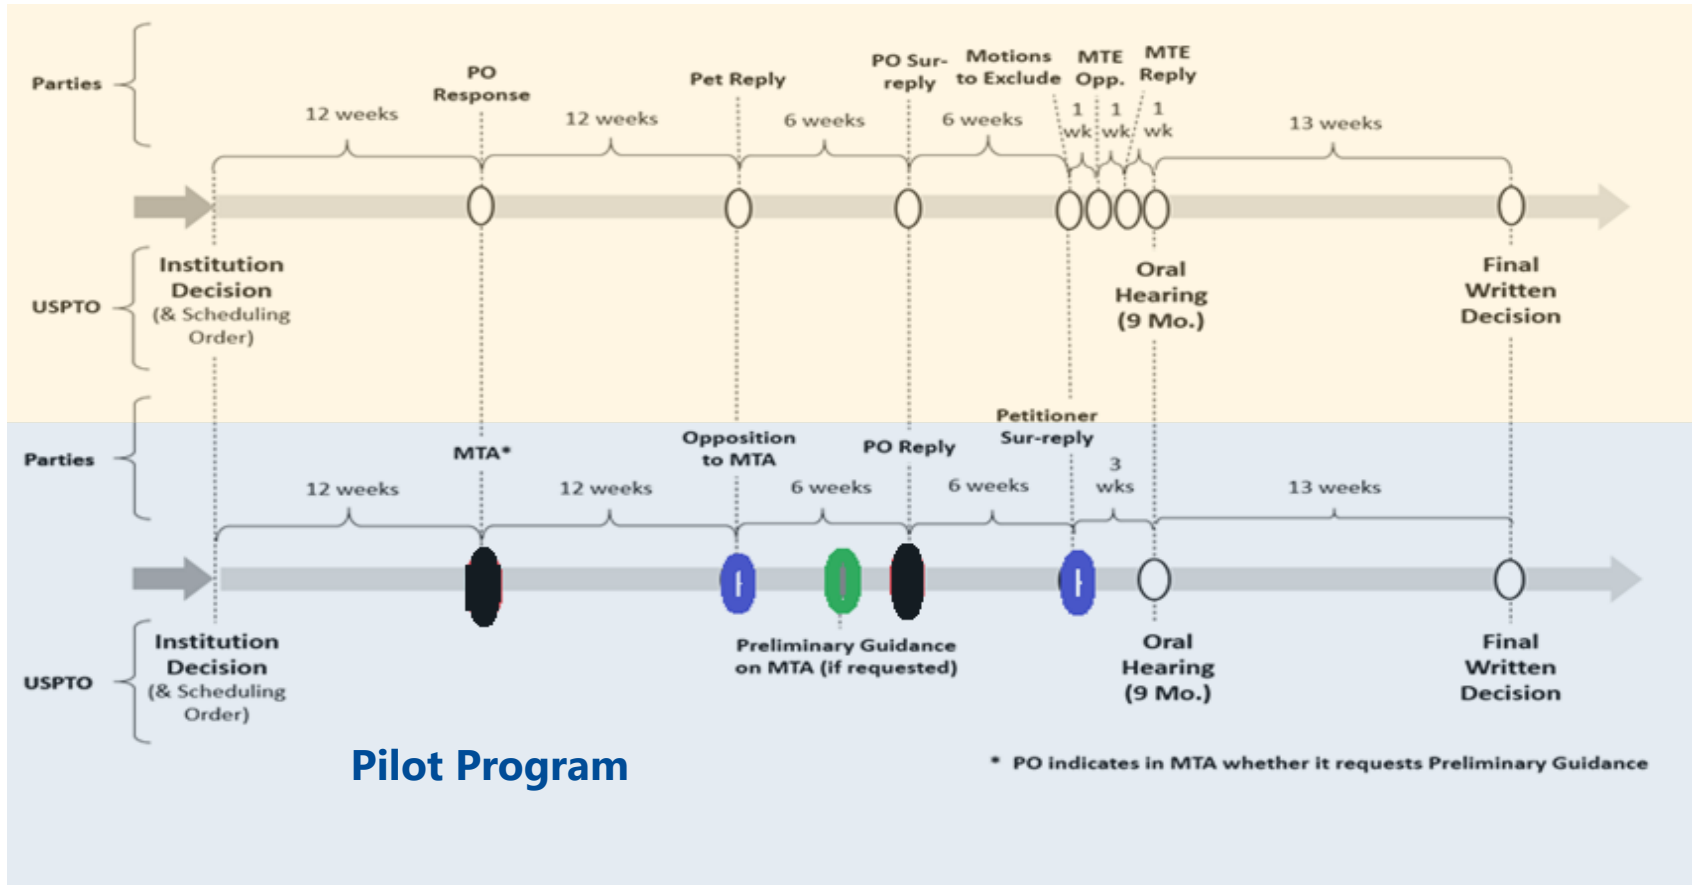 Parties
PO
Response
Pet Reply
PO Sur-
reply
Motions
to Exclude
MTE
Opp.
MTE
Reply
12 weeks
12 weeks
6 weeks
6 weeks
1
wk
1
wk
1
wk
13 weeks
USPTO
Institution
Decision
(& Scheduling
Order)
Oral
Hearing
(9 Mo.)
Final
Written
Decision
Parties
MTA*
Opposition
to MTA
PO Reply
Petitioner
Sur-reply
12 weeks
12 weeks
6 weeks
6 weeks
3
wks
13 weeks
USPTO
Institution
Decision
(& Scheduling
Order)
Preliminary Guidance
on MTA (if requested)
Oral
Hearing
(9 Mo.)
Final
Written
Decision
Pilot Program
* PO indicates in MTA whether it requests Preliminary Guidance